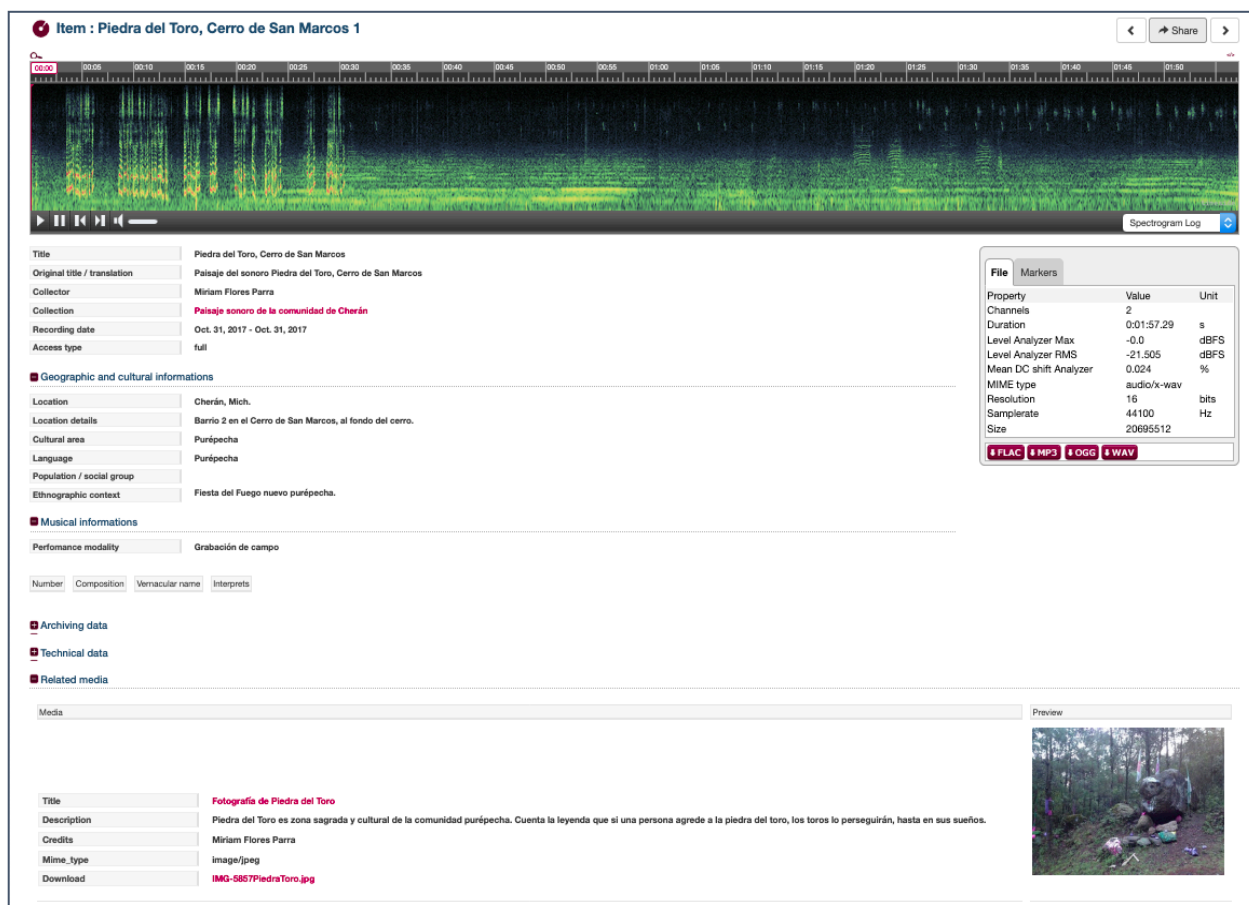 Item : Piedra del Toro, Cerro de San Marcos 1
Share
00:00 00:05 00:10 00:15 00:20 00:25 00:30 00:35 00:40 00:45 00:50 00:55 01:00 01:05 01:10 01:15 01:20 01:25 01:30 01:35 01:40 01:45 01:50
Spectrogram Log
Title Piedra del Toro, Cerro de San Marcos
Original title / translation Paisaje del sonoro Piedra del Toro, Cerro de San Marcos
Collector Miriam Flores Parra
Collection Paisaje sonoro de la comunidad de Cherán
Recording date Oct. 31, 2017 - Oct. 31, 2017
Access type full
File Markers
Property Value Unit
Channels 2
Duration 0:01:57.29 s
Level Analyzer Max -0.0 dBFS
Level Analyzer RMS -21.505 dBFS
Mean DC shift Analyzer 0.024 %
MIME type audio/x-wav
Resolution 16 bits
Samplerate 44100 Hz
Size 20695512
FLAC MP3 OGG WAV
Geographic and cultural informations
Location Cherán, Mich.
Location details Barrio 2 en el Cerro de San Marcos, al fondo del cerro.
Cultural area Purépecha
Language Purépecha
Population / social group
Ethnographic context Fiesta del Fuego nuevo purépecha.
Musical informations
Perfomance modality Grabación de campo
Number Composition Vernacular name Interprets
Archiving data
Technical data
Related media
Media Preview
Title Fotografía de Piedra del Toro
Description Piedra del Toro es zona sagrada y cultural de la comunidad purépecha. Cuenta la leyenda que si una persona agrede a la piedra del toro, los toros lo perseguirán, hasta en sus sueños.
Credits Miriam Flores Parra
Mime_type image/jpeg
Download IMG-5857PiedraToro.jpg